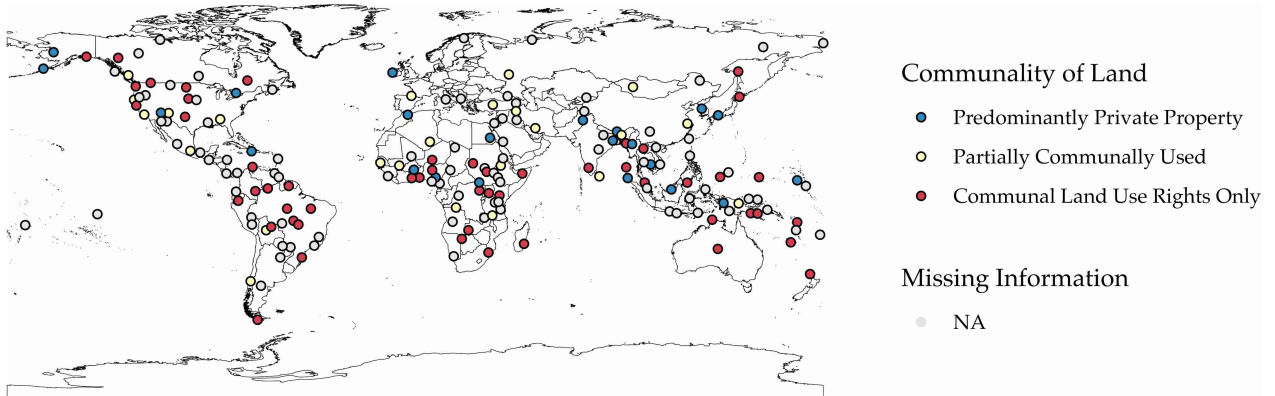 Communality of Land
Predominantly Private Property
Partially Communally Used
Communal Land Use Rights Only
Missing Information
NA